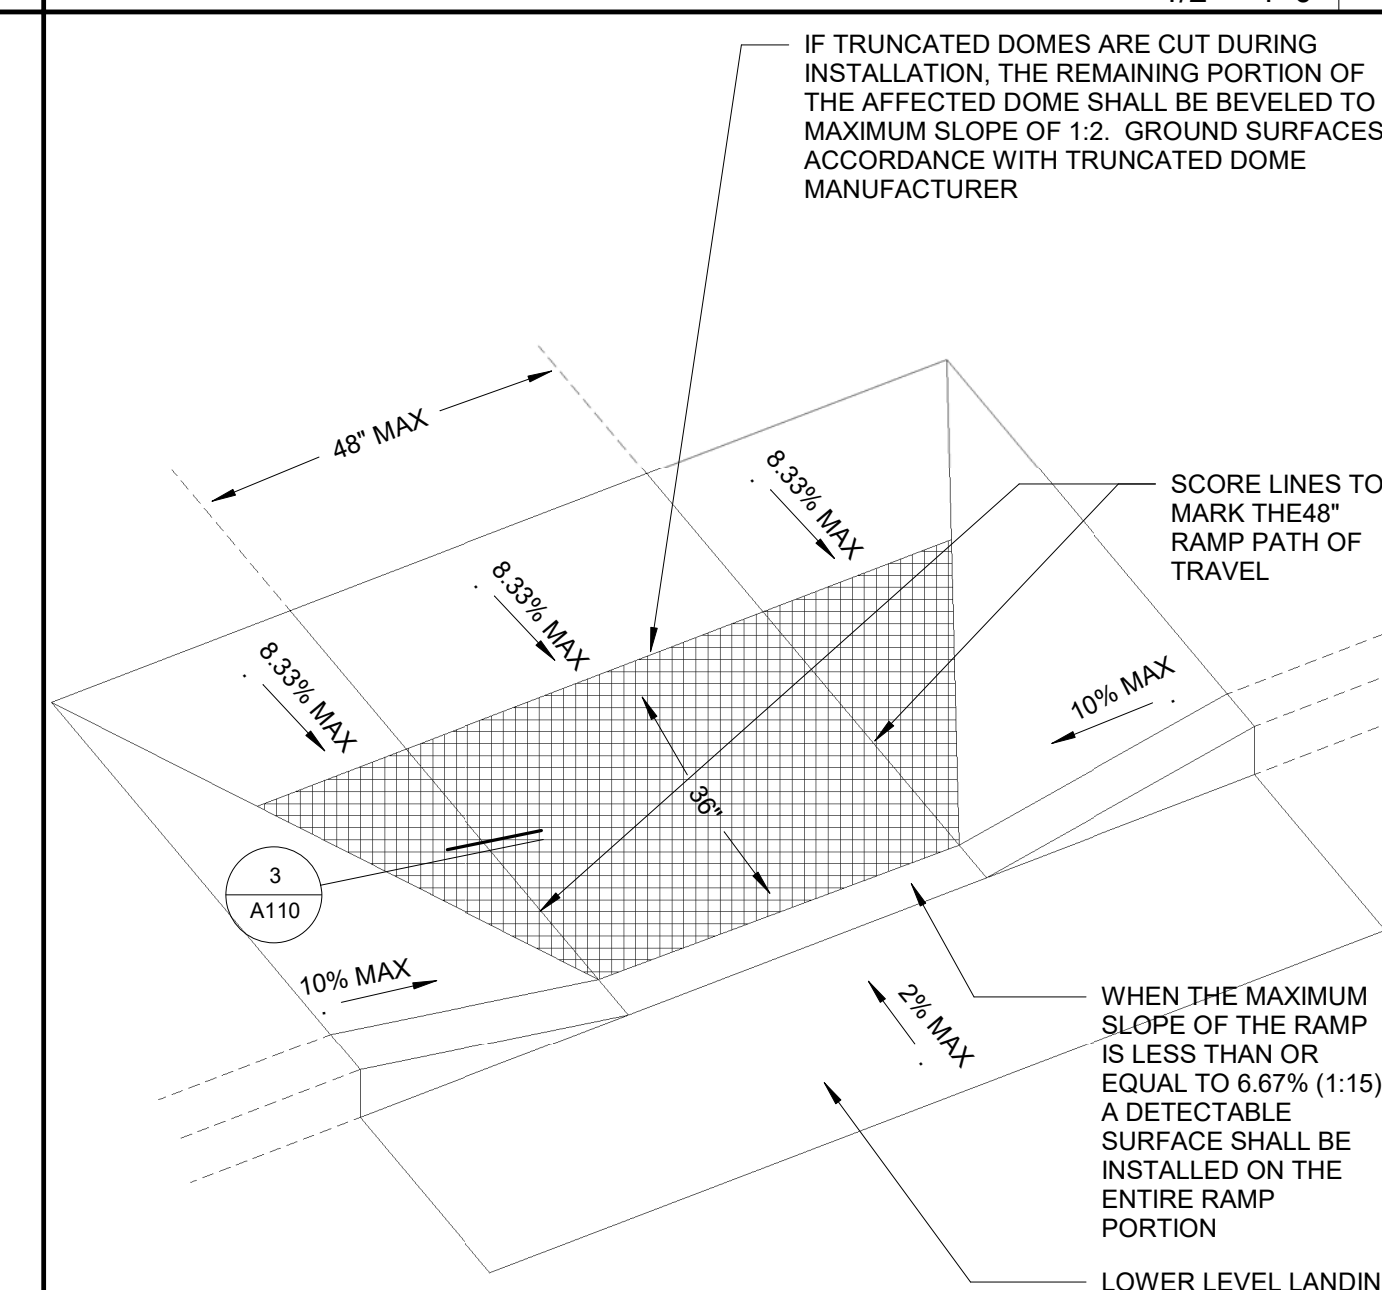 IF TRUNCATED DOMES ARE CUT DURING
INSTALLATION, THE REMAINING PORTION OF
THE AFFECTED DOME SHALL BE BEVELED TO
MAXIMUM SLOPE OF 1:2. GROUND SURFACES
ACCORDANCE WITH TRUNCATED DOME
MANUFACTURER
48" MAX
8.33% MAX
SCORE LINES TO
MARK THE48"
RAMP PATH OF
TRAVEL
8.33% MAX
8.33% MAX
10% MAX
36"
3
A110
10% MAX
2% MAX
WHEN THE MAXIMUM
SLOPE OF THE RAMP
IS LESS THAN OR
EQUAL TO 6.67% (1:15)
A DETECTABLE
SURFACE SHALL BE
INSTALLED ON THE
ENTIRE RAMP
PORTION
LOWER LEVEL LANDIN